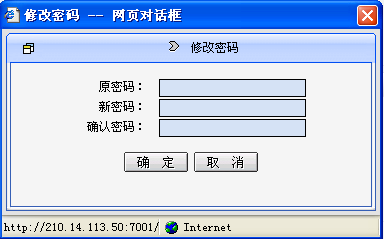 修改密码 -- 网页对话框
修改密码
原密码：
新密码：
确认密码：
确 定 取 消
http://210.14.113.50:7001/ Internet